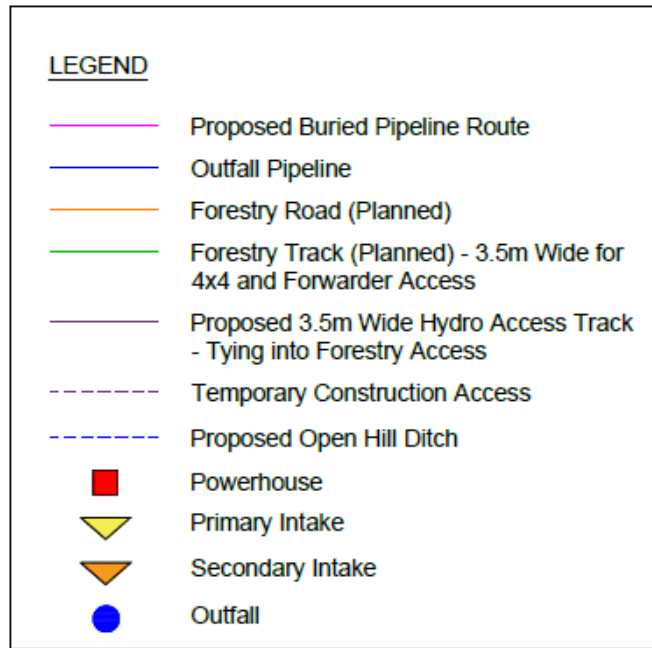 LEGEND
Proposed Buried Pipeline Route
Outfall Pipeline
Forestry Road (Planned)
Forestry Track (Planned) - 3.5m Wide for
4x4 and Forwarder Access
Proposed 3.5m Wide Hydro Access Track
- Tying into Forestry Access
Temporary Construction Access
Proposed Open Hill Ditch
Powerhouse
Primary Intake
Secondary Intake
Outfall